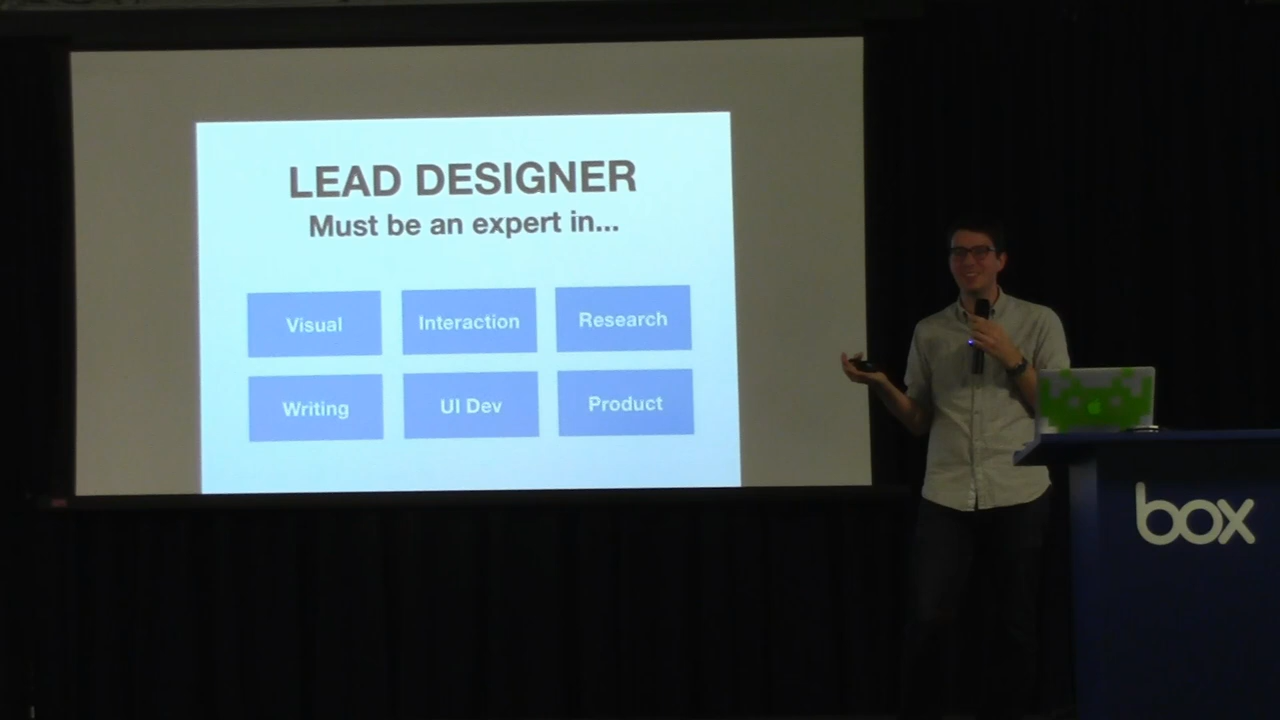 LEAD DESIGNER
Must be an expert in...
Visual
Interaction
Research
Writing
UI Dev
Product
box